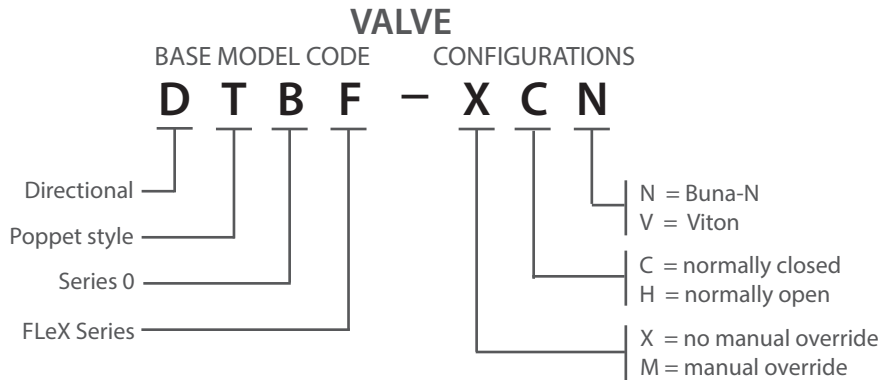 VALVE
BASE MODEL CODE CONFIGURATIONS
D T B F – X C N
Directional
Poppet style
Series 0
FLeX Series
N = Buna-N
V = Viton
C = normally closed
H = normally open
X = no manual override
M = manual override